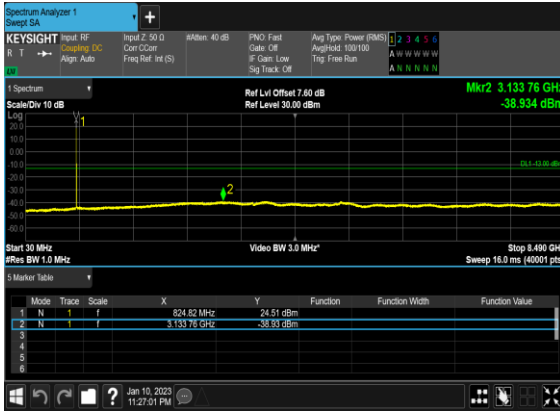 Spectrum Analyzer 1
Swept SA
+
KEYSIGHT Input: RF Input Z: 50 Ω #Atten: 40 dB PNO: Fast Avg Type: Power (RMS) 1 2 3 4 5 6
R T Coupling: DC Corr CCorr Gate: Off Avg|Hold: 100/100 A W W W W W
Align: Auto Freq Ref: Int (S) IF Gain: Low Trig: Free Run
Sig Track: Off A N N N N N
1 Spectrum Ref Lvl Offset 7.60 dB Mkr2 3.133 76 GHz
Scale/Div 10 dB Ref Level 30.00 dBm -38.934 dBm
Log
20.0
10.0
0.00
-10.0
-20.0
-30.0
-40.0
-50.0
-60.0
1
DL1 -13.00 dBm
2
Start 30 MHz Video BW 3.0 MHz* Stop 8.490 GHz
#Res BW 1.0 MHz Sweep 16.0 ms (40001 pts)
5 Marker Table
Mode Trace Scale X Y Function Function Width Function Value
1 N 1 f 824.82 MHz 24.51 dBm
2 N 1 f 3.133 76 GHz -38.93 dBm
3
4
5
6
? Jan 10, 2023
11:27:01 PM